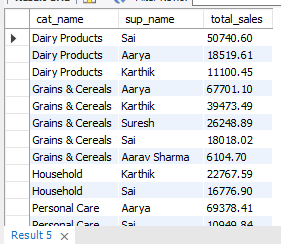 cat_name sup_name total_sales
Dairy Products Sai 50740.60
Dairy Products Aarya 18519.61
Dairy Products Karthik 11100.45
Grains & Cereals Aarya 67701.10
Grains & Cereals Karthik 39473.49
Grains & Cereals Suresh 26248.89
Grains & Cereals Sai 18018.02
Grains & Cereals Aarav Sharma 6104.70
Household Karthik 22767.59
Household Sai 16776.90
Personal Care Aarya 69378.41
Personal Care Sai 10949.84
Result 5